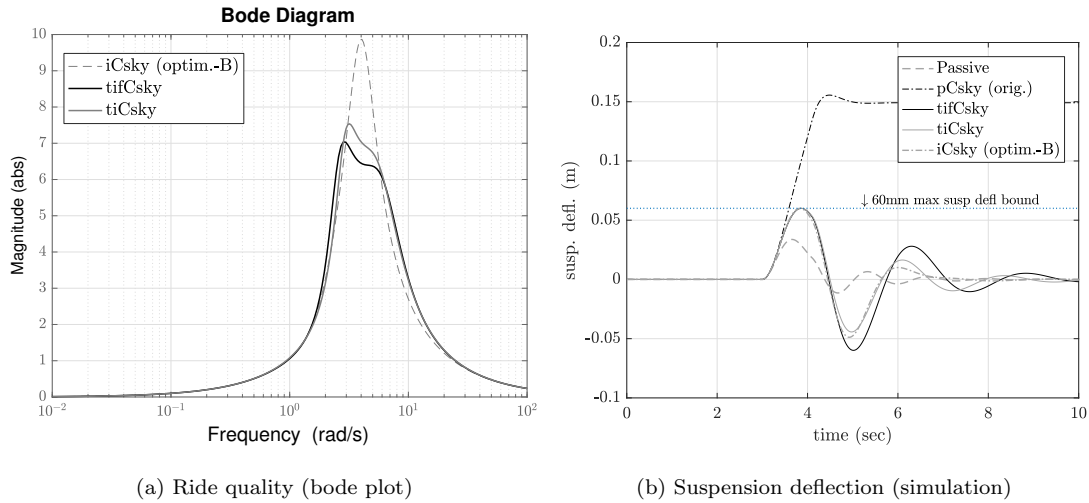 Bode Diagram
10
9
8
7
6
5
4
3
2
1
0
Magnitude (abs)
iCsky (optim.-B)
tifCsky
tiCsky
10^-2
10^-1
10^0
10^1
10^2
Frequency (rad/s)
(a) Ride quality (bode plot)
0.2
0.15
0.1
0.05
0
-0.05
-0.1
susp. defl. (m)
Passive
pCsky (orig.)
tifCsky
tiCsky
iCsky (optim.-B)
↓ 60mm max susp defl bound
0
2
4
6
8
10
time (sec)
(b) Suspension deflection (simulation)